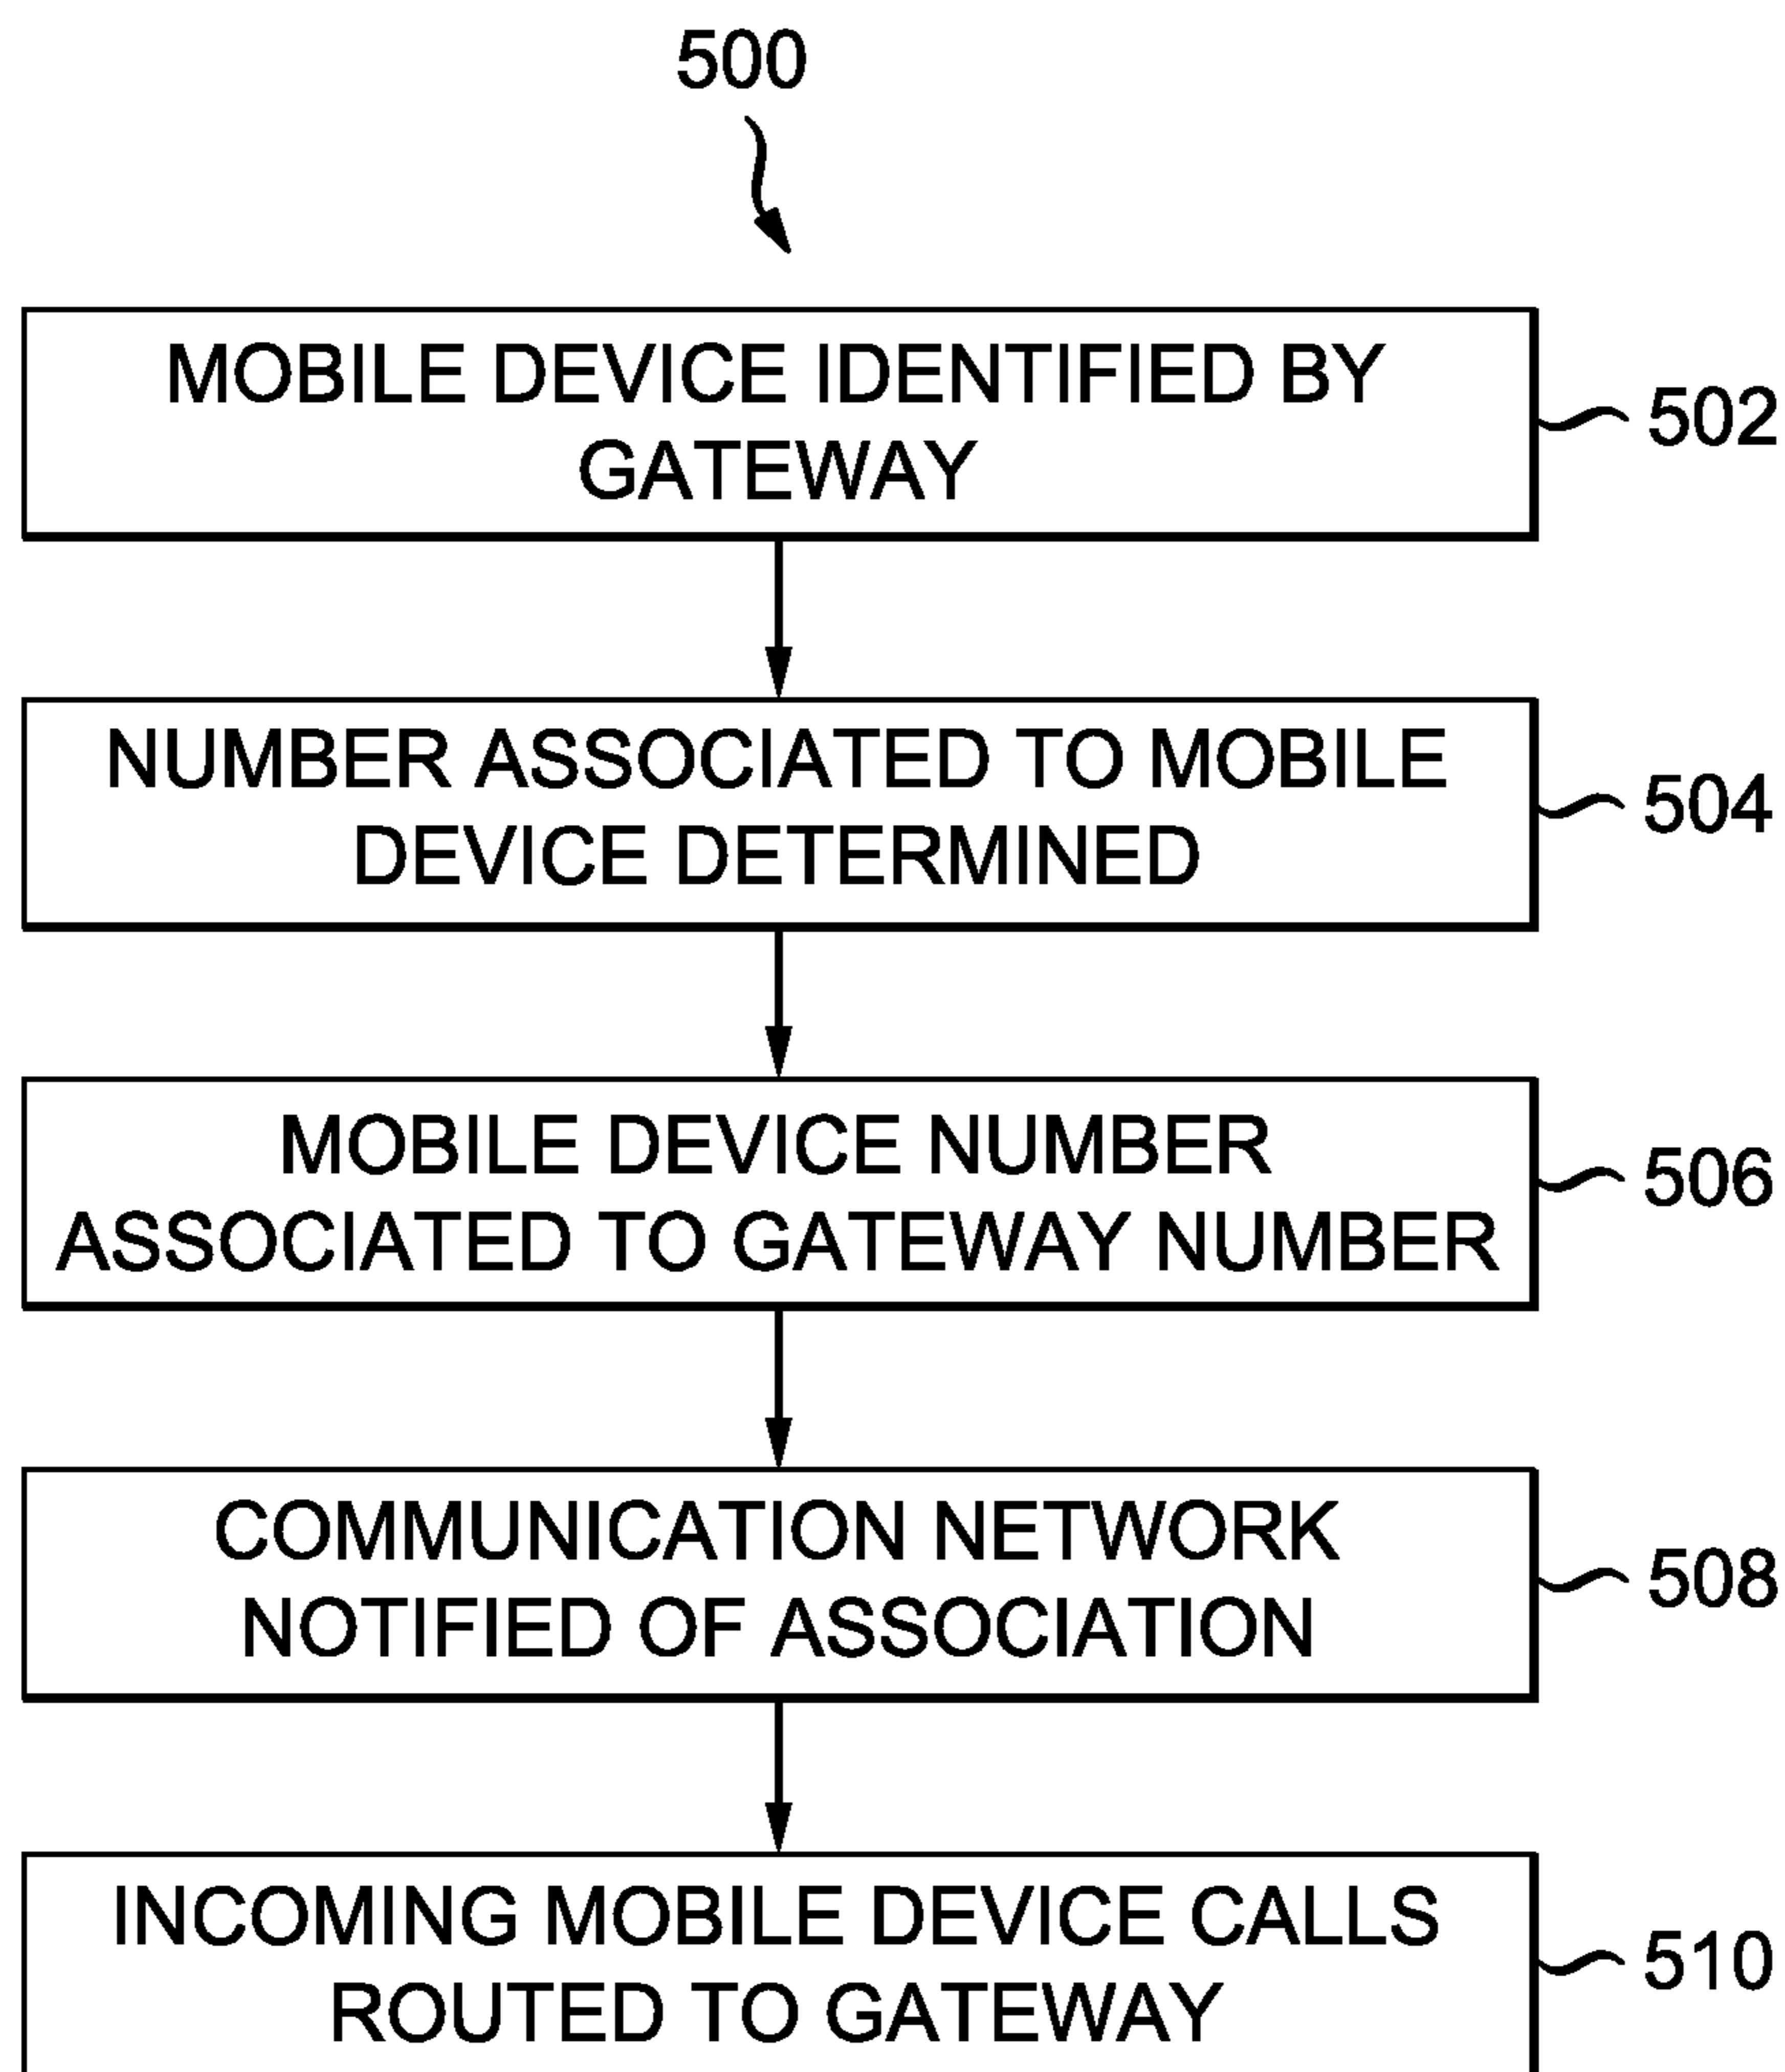 500
MOBILE DEVICE IDENTIFIED BY
GATEWAY
502
NUMBER ASSOCIATED TO MOBILE
DEVICE DETERMINED
504
MOBILE DEVICE NUMBER
ASSOCIATED TO GATEWAY NUMBER
506
COMMUNICATION NETWORK
NOTIFIED OF ASSOCIATION
508
INCOMING MOBILE DEVICE CALLS
ROUTED TO GATEWAY
510